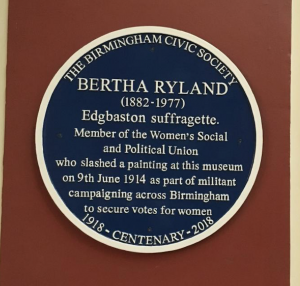 THE BIRMINGHAM CIVIC SOCIETY
BERTHA RYLAND
(1882-1977)
Edgbaston suffragette.
Member of the Women's Social
and Political Union
who slashed a painting at this museum
on 9th June 1914 as part of militant
campaigning across Birmingham
to secure votes for women
1918 - CENTENARY - 2018